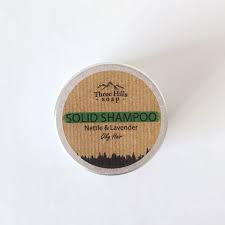 Three Hills
soap
SOLID SHAMPOO
Nettle & Lavender
Oily Hair